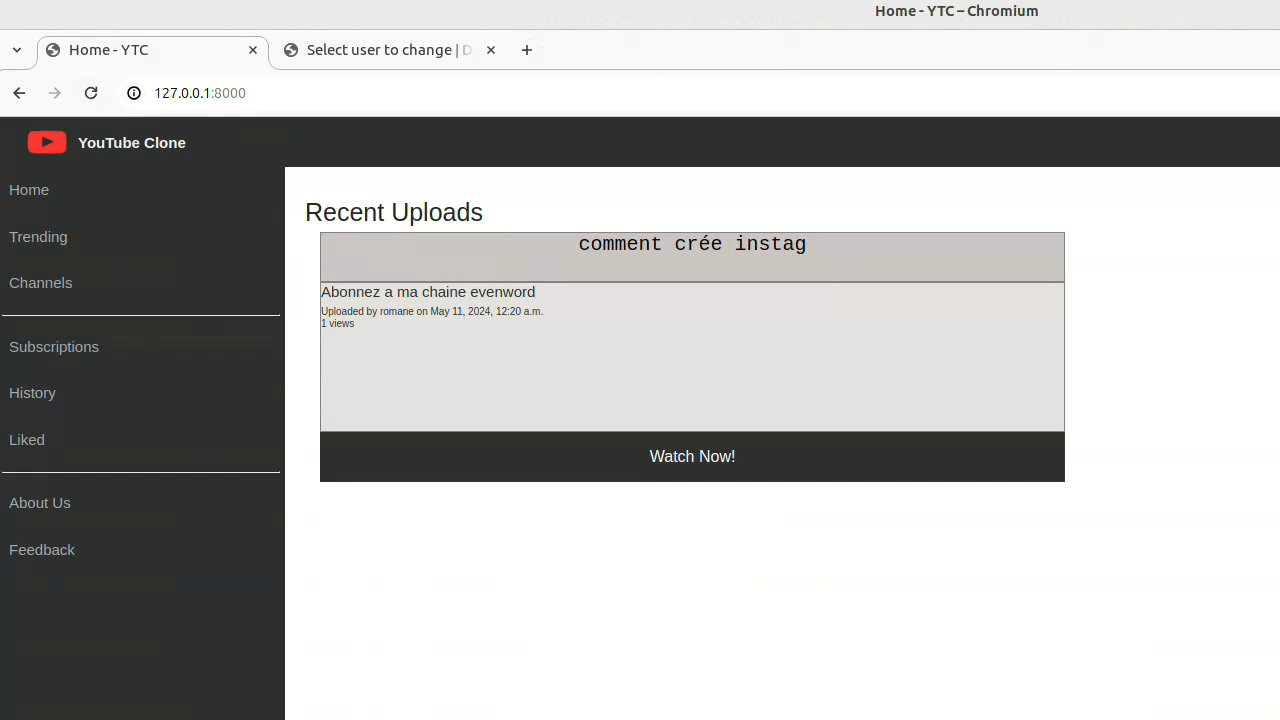 Home - YTC – Chromium
Home - YTC
Select user to change | D
127.0.0.1:8000
YouTube Clone
Home
Trending
Channels
Subscriptions
History
Liked
About Us
Feedback
Recent Uploads
comment crée instag
Abonnez a ma chaine evenword
Uploaded by romane on May 11, 2024, 12:20 a.m.
1 views
Watch Now!